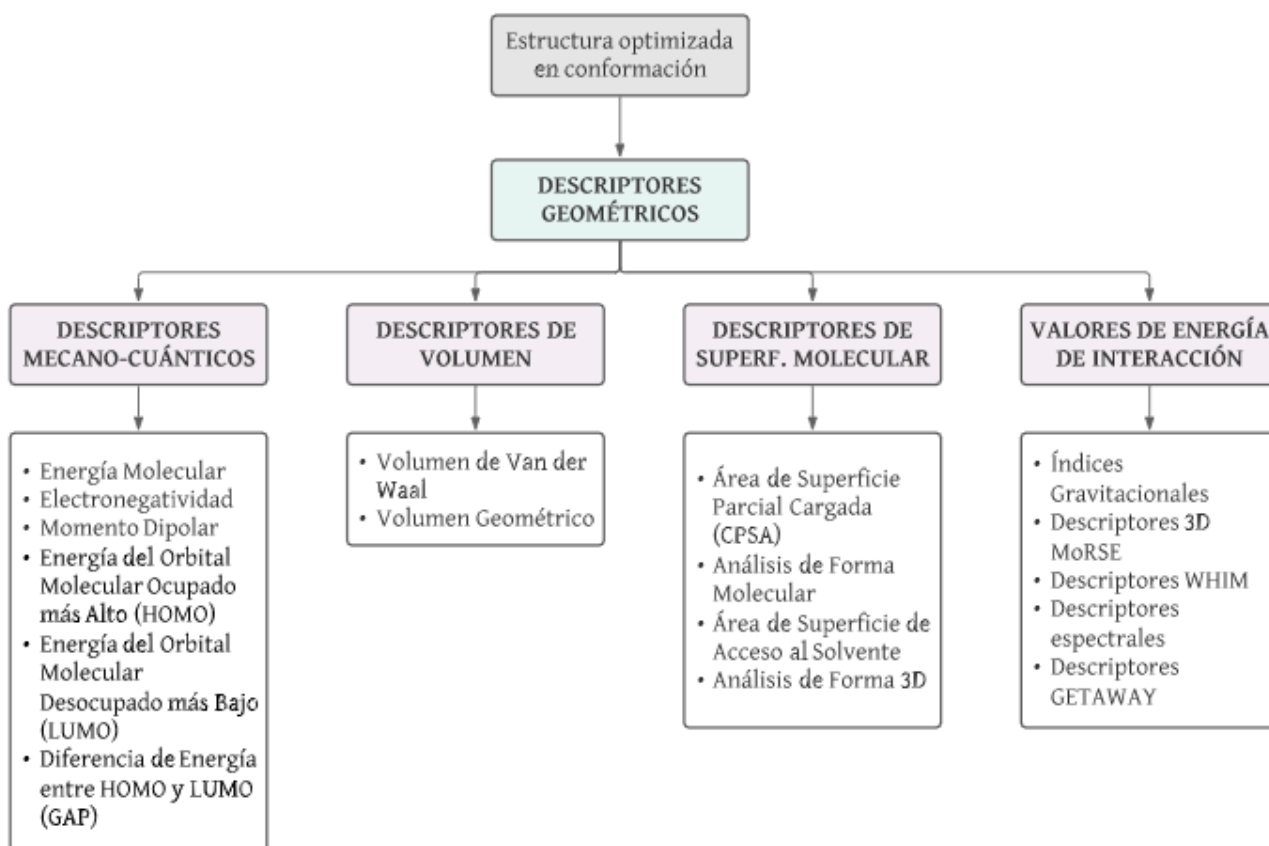 Estructura optimizada
en conformación
DESCRIPTORES
GEOMÉTRICOS
DESCRIPTORES
MECANO-CUÁNTICOS
• Energía Molecular
• Electronegatividad
• Momento Dipolar
• Energía del Orbital
Molecular Ocupado
más Alto (HOMO)
• Energía del Orbital
Molecular
Desocupado más Bajo
(LUMO)
• Diferencia de Energía
entre HOMO y LUMO
(GAP)
DESCRIPTORES DE
VOLUMEN
• Volumen de Van der
Waal
• Volumen Geométrico
DESCRIPTORES DE
SUPERF. MOLECULAR
• Área de Superficie
Parcial Cargada
(CPSA)
• Análisis de Forma
Molecular
• Área de Superficie de
Acceso al Solvente
• Análisis de Forma 3D
VALORES DE ENERGÍA
DE INTERACCIÓN
• Índices
Gravitacionales
• Descriptores 3D
MoRSE
• Descriptores WHIM
• Descriptores
espectrales
• Descriptores
GETAWAY